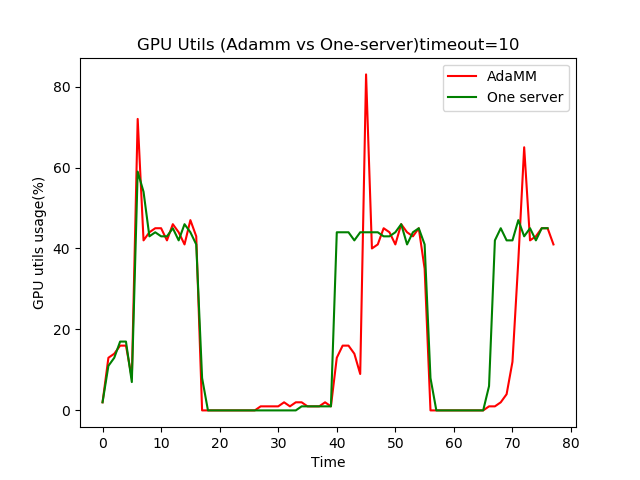 GPU Utils (Adamm vs One-server)timeout=10
AdaMM
One server
GPU utils usage(%)
80
60
40
20
0
0 10 20 30 40 50 60 70 80
Time